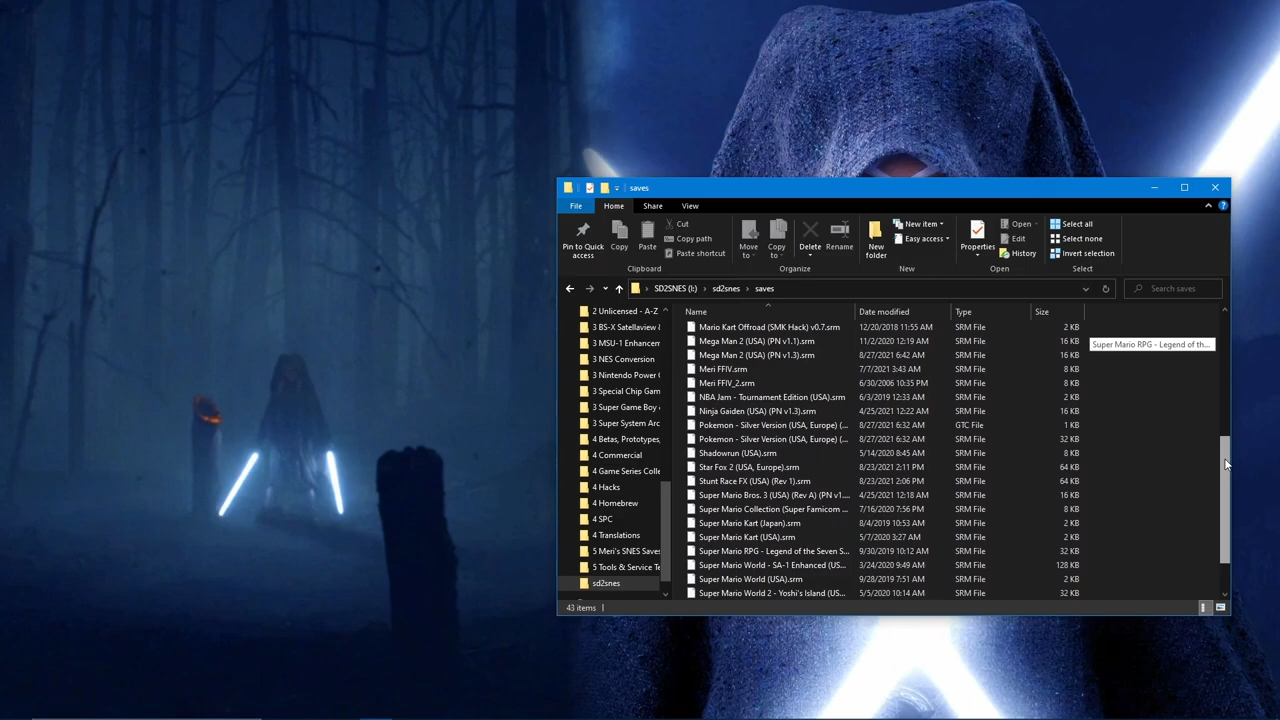 saves
File Home Share View
Pin to Quick access
Copy
Paste
Cut
Copy path
Paste shortcut
Clipboard
Move to
Copy to
Delete
Rename
Organize
New folder
New item
Easy access
New
Properties
Open
Edit
History
Open
Select all
Select none
Invert selection
Select
SD2SNES (I:) > sd2snes > saves
Search saves
2 Unlicensed - A-Z
3 BS-X Satellaview &
3 MSU-1 Enhancem
3 NES Conversion
3 Nintendo Power (
3 Special Chip Gam
3 Super Game Boy
3 Super System Arc
4 Betas, Prototypes,
4 Commercial
4 Game Series Colle
4 Hacks
4 Homebrew
4 SPC
4 Translations
5 Meri's SNES Saves
5 Tools & Service Te
sd2snes
Name Date modified Type Size
Mario Kart Offroad (SMK Hack) v0.7.srm 12/20/2018 11:55 AM SRM File 2 KB
Mega Man 2 (USA) (PN v1.1).srm 11/2/2020 12:19 AM SRM File 16 KB
Mega Man 2 (USA) (PN v1.3).srm 8/27/2021 6:42 AM SRM File 16 KB
Meri FFIV.srm 7/7/2021 3:43 AM SRM File 8 KB
Meri FFIV_2.srm 6/30/2006 10:35 PM SRM File 8 KB
NBA Jam - Tournament Edition (USA).srm 6/3/2019 12:33 AM SRM File 2 KB
Ninja Gaiden (USA) (PN v1.3).srm 4/25/2021 12:22 AM SRM File 16 KB
Pokemon - Silver Version (USA, Europe) (... 8/27/2021 6:32 AM GTC File 1 KB
Pokemon - Silver Version (USA, Europe) (... 8/27/2021 6:32 AM SRM File 32 KB
Shadowrun (USA).srm 5/14/2020 8:45 AM SRM File 8 KB
Star Fox 2 (USA, Europe).srm 8/23/2021 2:11 PM SRM File 64 KB
Stunt Race FX (USA) (Rev 1).srm 8/23/2021 2:06 PM SRM File 64 KB
Super Mario Bros. 3 (USA) (Rev A) (PN v1.... 4/25/2021 12:18 AM SRM File 16 KB
Super Mario Collection (Super Famicom ... 7/16/2020 7:56 PM SRM File 8 KB
Super Mario Kart (Japan).srm 8/4/2019 10:53 AM SRM File 2 KB
Super Mario Kart (USA).srm 5/7/2020 3:27 AM SRM File 2 KB
Super Mario RPG - Legend of the Seven S... 9/30/2019 10:12 AM SRM File 32 KB
Super Mario World - SA-1 Enhanced (US... 3/24/2020 9:49 AM SRM File 128 KB
Super Mario World (USA).srm 9/28/2019 7:51 AM SRM File 2 KB
Super Mario World 2 - Yoshi's Island (US... 5/5/2020 10:14 AM SRM File 32 KB
Super Mario RPG - Legend of th...
43 items